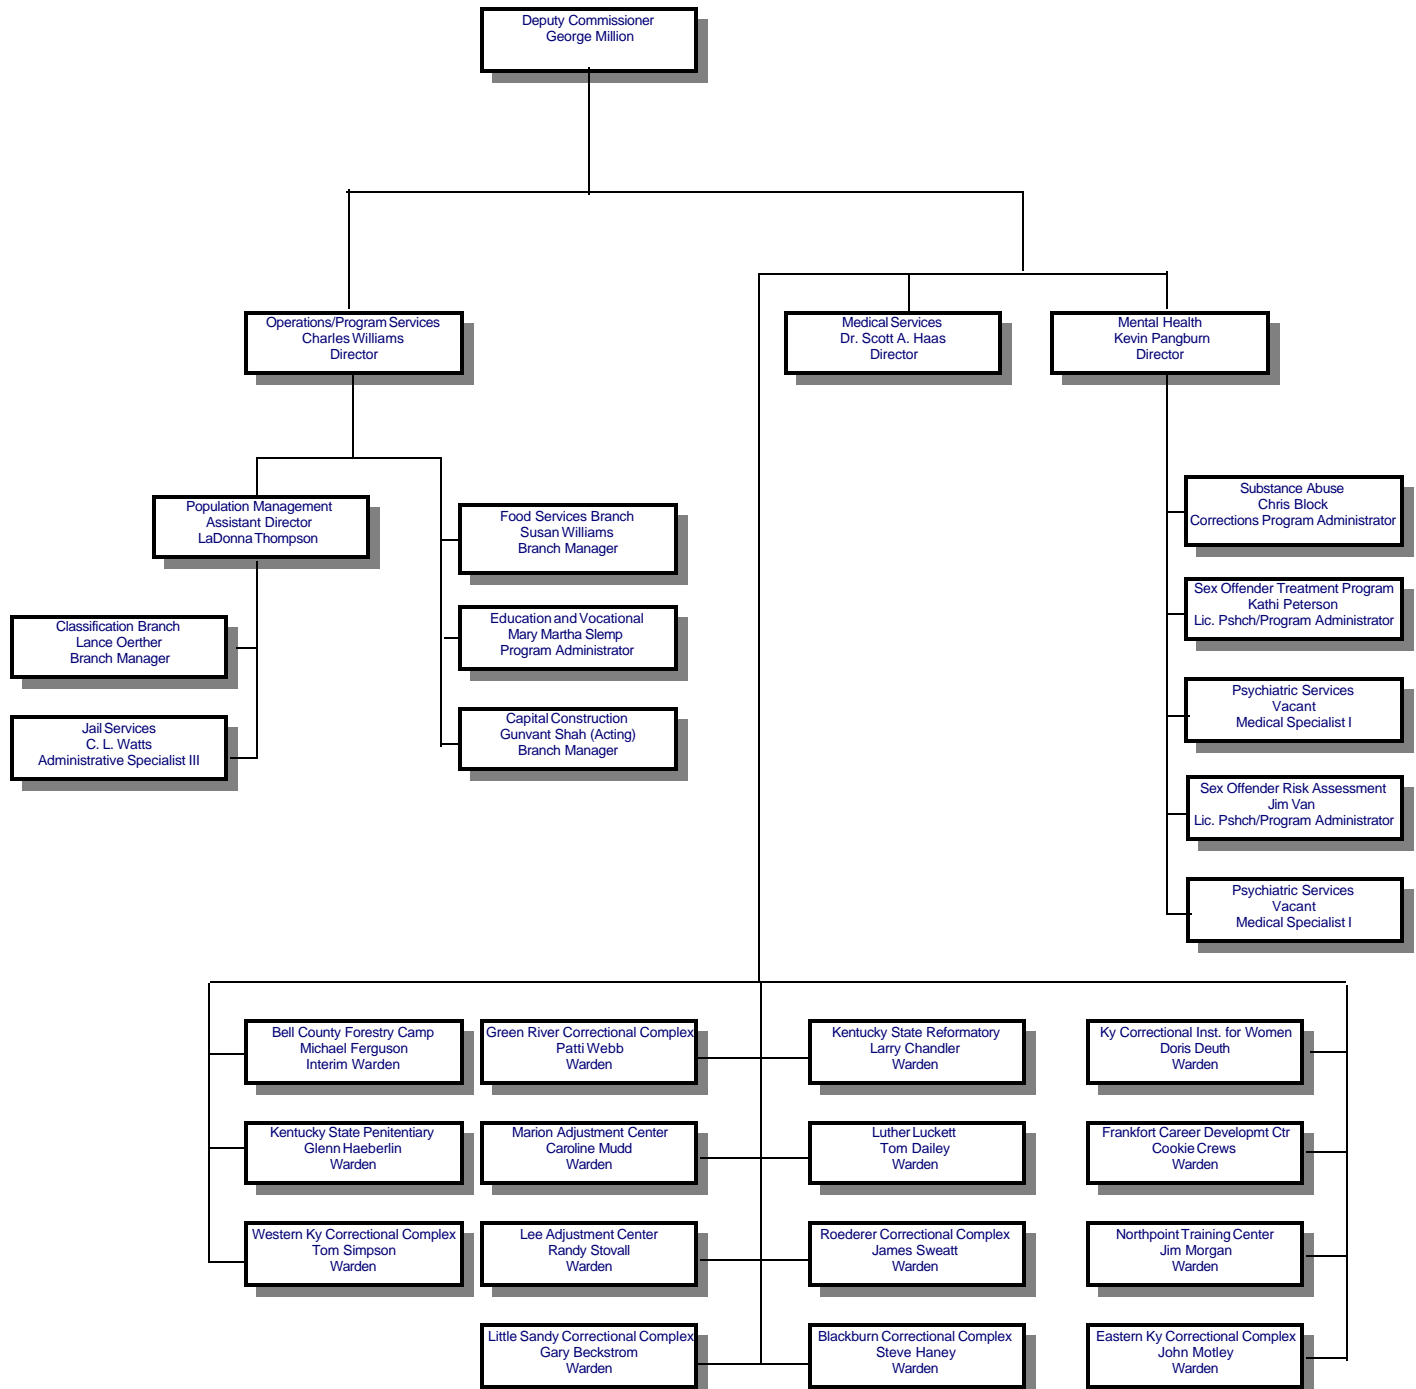 Deputy Commissioner
George Million
Operations/Program Services
Charles Williams
Director
Medical Services
Dr. Scott A. Haas
Director
Mental Health
Kevin Pangburn
Director
Population Management
Assistant Director
LaDonna Thompson
Food Services Branch
Susan Williams
Branch Manager
Substance Abuse
Chris Block
Corrections Program Administrator
Classification Branch
Lance Oerther
Branch Manager
Education and Vocational
Mary Martha Slemp
Program Administrator
Sex Offender Treatment Program
Kathi Peterson
Lic. Pshch/Program Administrator
Jail Services
C. L. Watts
Administrative Specialist III
Capital Construction
Gunvant Shah (Acting)
Branch Manager
Psychiatric Services
Vacant
Medical Specialist I
Sex Offender Risk Assessment
Jim Van
Lic. Pshch/Program Administrator
Psychiatric Services
Vacant
Medical Specialist I
Bell County Forestry Camp
Michael Ferguson
Interim Warden
Green River Correctional Complex
Patti Webb
Warden
Kentucky State Reformatory
Larry Chandler
Warden
Ky Correctional Inst. for Women
Doris Deuth
Warden
Kentucky State Penitentiary
Glenn Haeberlin
Warden
Marion Adjustment Center
Caroline Mudd
Warden
Luther Luckett
Tom Dailey
Warden
Frankfort Career Developmt Ctr
Cookie Crews
Warden
Western Ky Correctional Complex
Tom Simpson
Warden
Lee Adjustment Center
Randy Stovall
Warden
Roederer Correctional Complex
James Sweatt
Warden
Northpoint Training Center
Jim Morgan
Warden
Little Sandy Correctional Complex
Gary Beckstrom
Warden
Blackburn Correctional Complex
Steve Haney
Warden
Eastern Ky Correctional Complex
John Motley
Warden